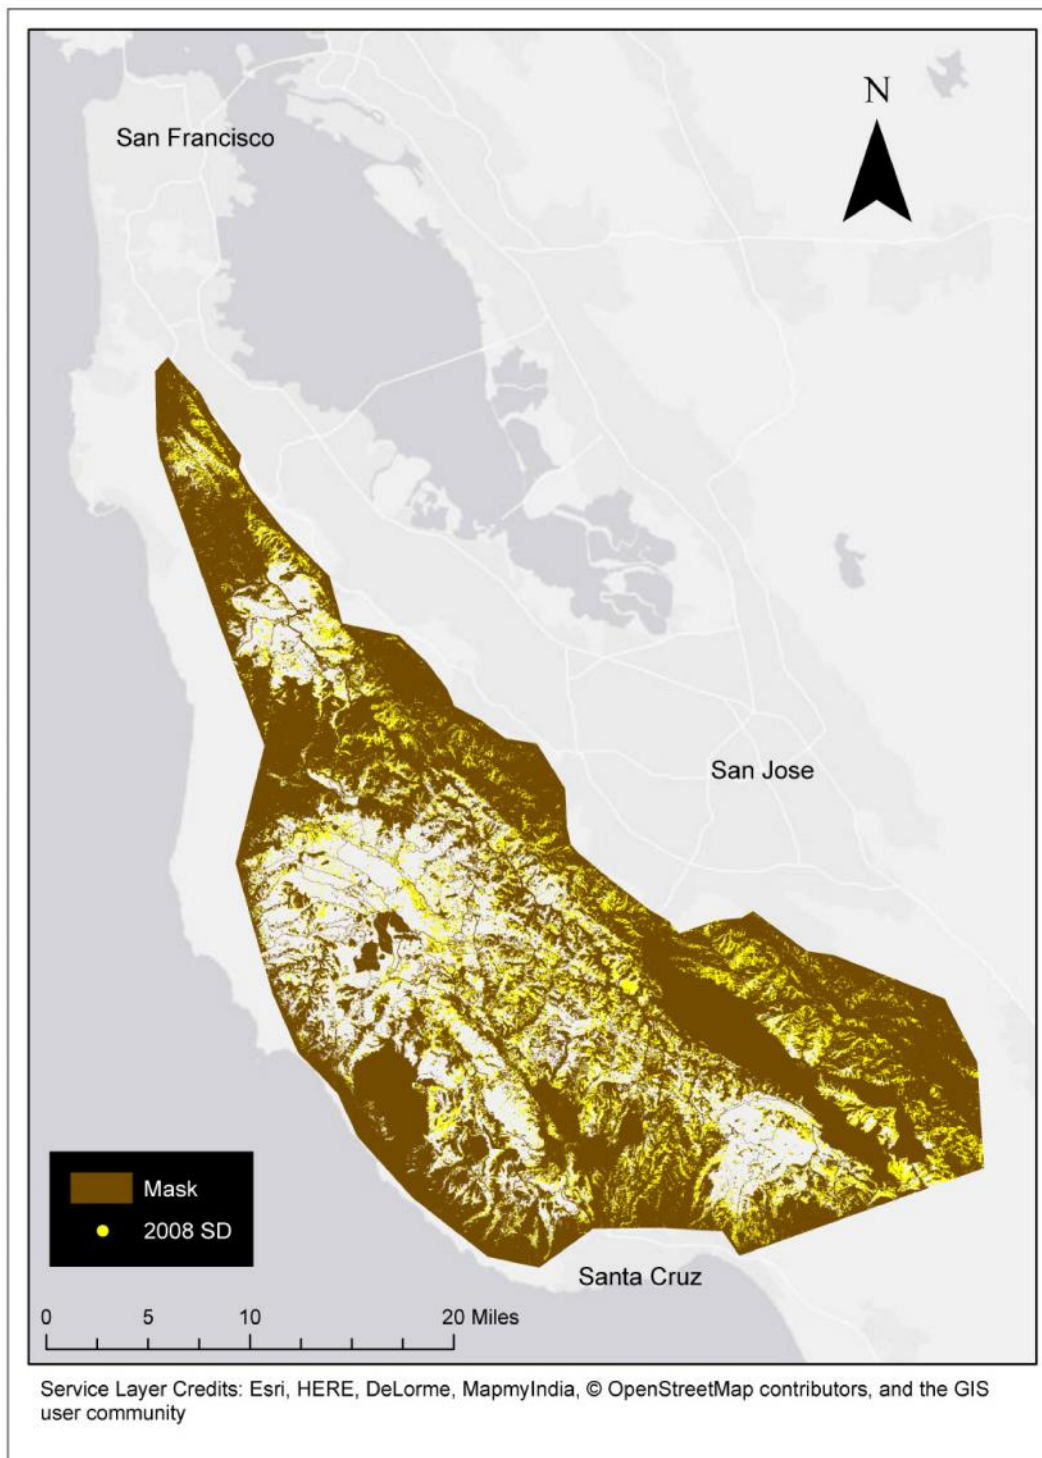 San Francisco
N
San Jose
Mask
2008 SD
Santa Cruz
0 5 10 20 Miles
Service Layer Credits: Esri, HERE, DeLorme, MapmyIndia, © OpenStreetMap contributors, and the GIS
user community